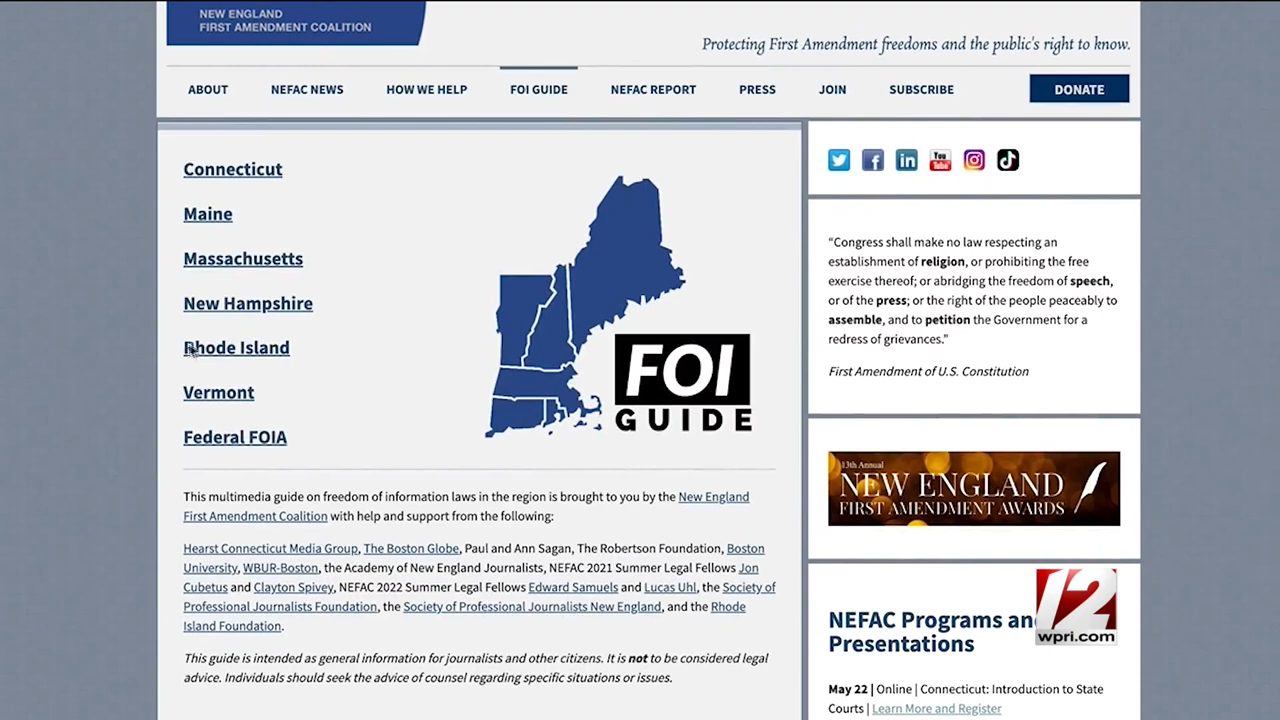 NEW ENGLAND
FIRST AMENDMENT COALITION
Protecting First Amendment freedoms and the public's right to know.
ABOUT NEFAC NEWS HOW WE HELP FOI GUIDE NEFAC REPORT PRESS JOIN SUBSCRIBE DONATE
Connecticut
Maine
Massachusetts
New Hampshire
Rhode Island
Vermont
Federal FOIA
FOI
GUIDE
This multimedia guide on freedom of information laws in the region is brought to you by the New England
First Amendment Coalition with help and support from the following:
Hearst Connecticut Media Group, The Boston Globe, Paul and Ann Sagan, The Robertson Foundation, Boston
University, WBUR-Boston, the Academy of New England Journalists, NEFAC 2021 Summer Legal Fellows Jon
Cubetus and Clayton Spivey, NEFAC 2022 Summer Legal Fellows Edward Samuels and Lucas Uhl, the Society of
Professional Journalists Foundation, the Society of Professional Journalists New England, and the Rhode
Island Foundation.
This guide is intended as general information for journalists and other citizens. It is not to be considered legal
advice. Individuals should seek the advice of counsel regarding specific situations or issues.
You
Tube
“Congress shall make no law respecting an
establishment of religion, or prohibiting the free
exercise thereof; or abridging the freedom of speech,
or of the press; or the right of the people peaceably to
assemble, and to petition the Government for a
redress of grievances.”
First Amendment of U.S. Constitution
13th Annual
NEW ENGLAND
FIRST AMENDMENT AWARDS
NEFAC Programs and
Presentations
12
wpri.com
May 22 | Online | Connecticut: Introduction to State
Courts | Learn More and Register